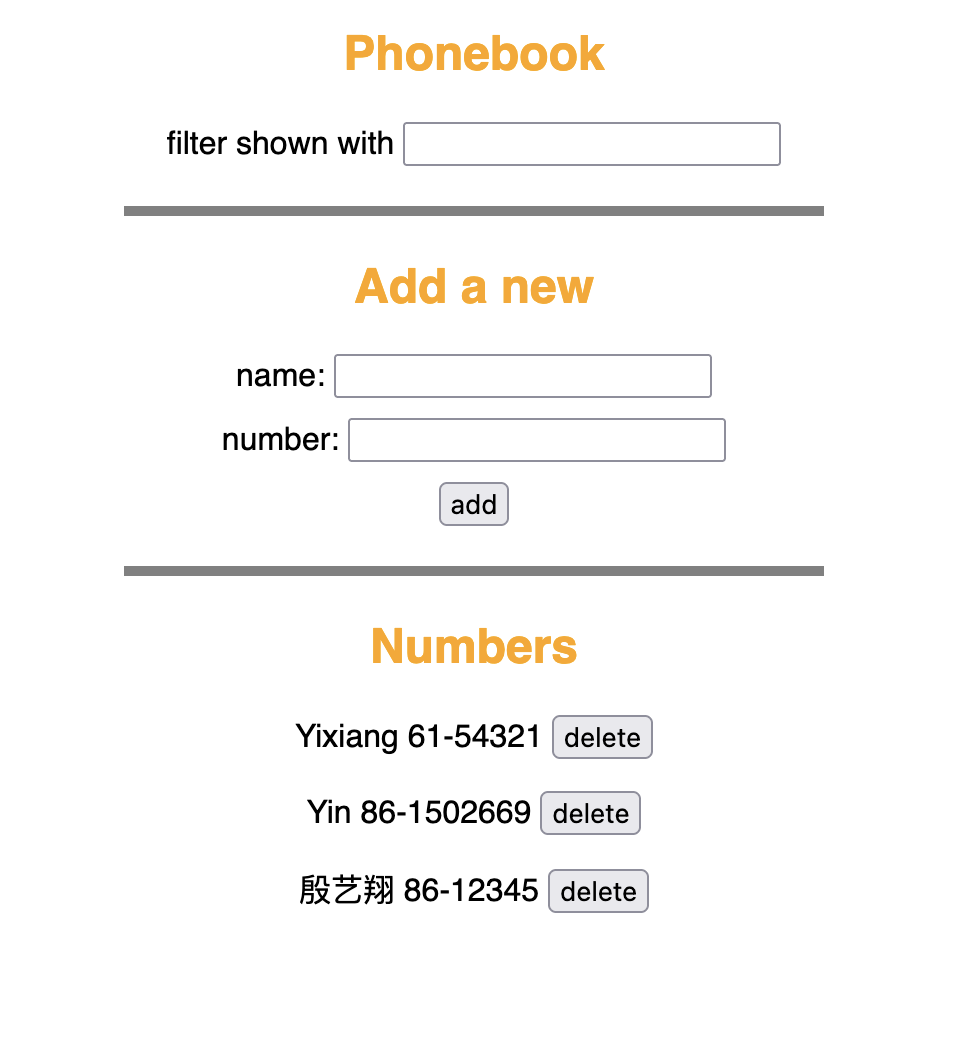 Phonebook
filter shown with
Add a new
name:
number:
add
Numbers
Yixiang 61-54321 delete
Yin 86-1502669 delete
殷艺翔 86-12345 delete